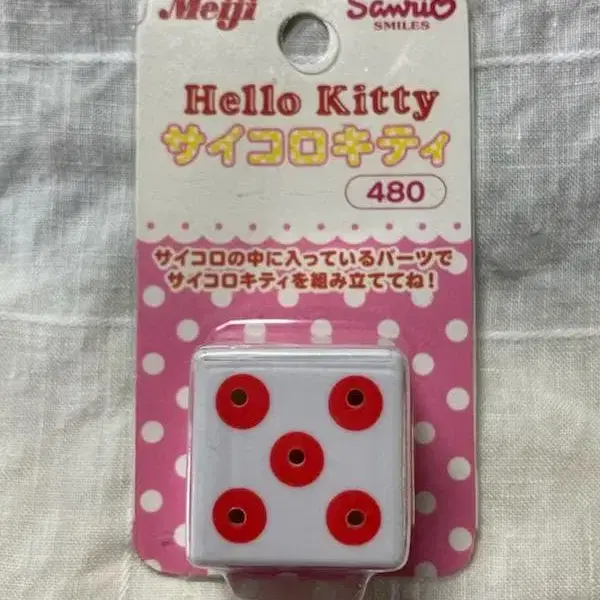 Meiji
Sanrio
SMILES
Hello Kitty
サイコロキティ
480
サイコロの中に入っているパーツで
サイコロキティを組み立ててね!